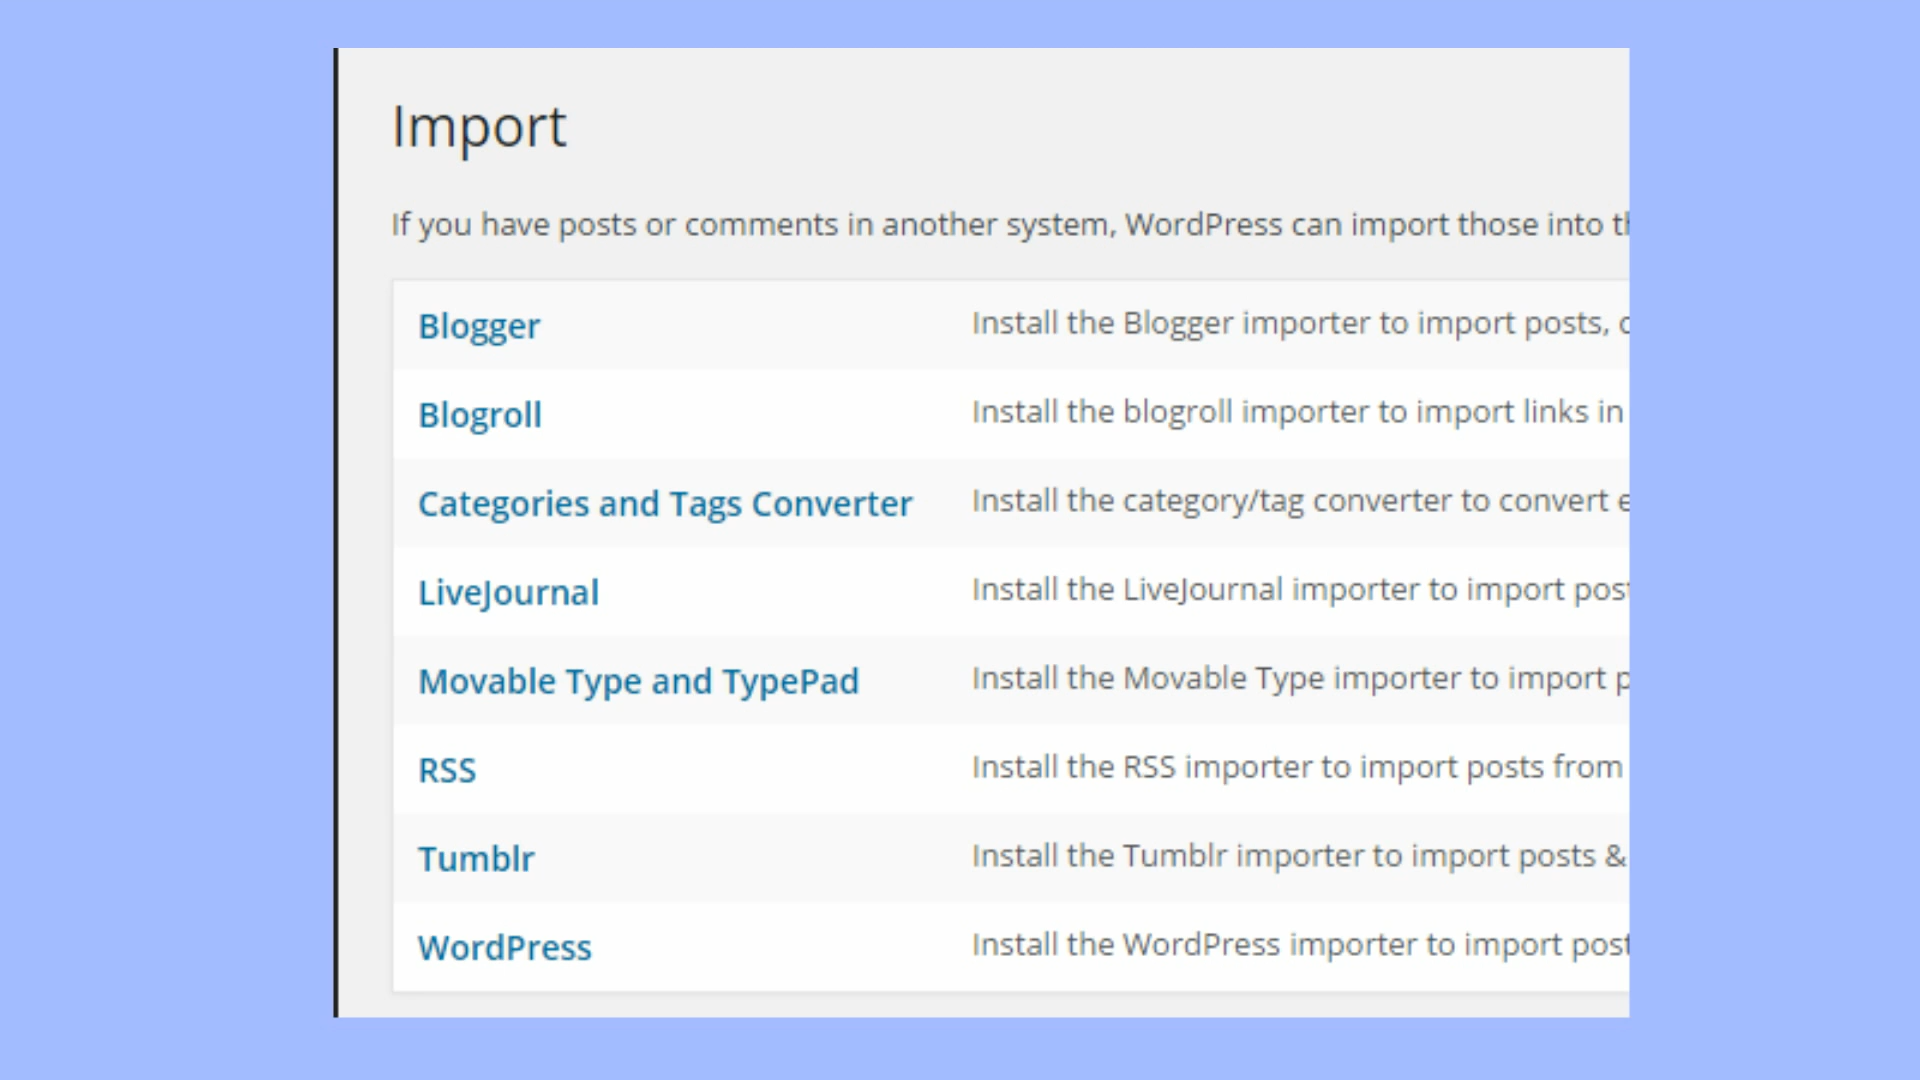 Import
If you have posts or comments in another system, WordPress can import those into
Blogger Install the Blogger importer to import posts,
Blogroll Install the blogroll importer to import links in
Categories and Tags Converter Install the category/tag converter to convert
LiveJournal Install the LiveJournal importer to import
Movable Type and TypePad Install the Movable Type importer to import
RSS Install the RSS importer to import posts from
Tumblr Install the Tumblr importer to import posts &
WordPress Install the WordPress importer to import